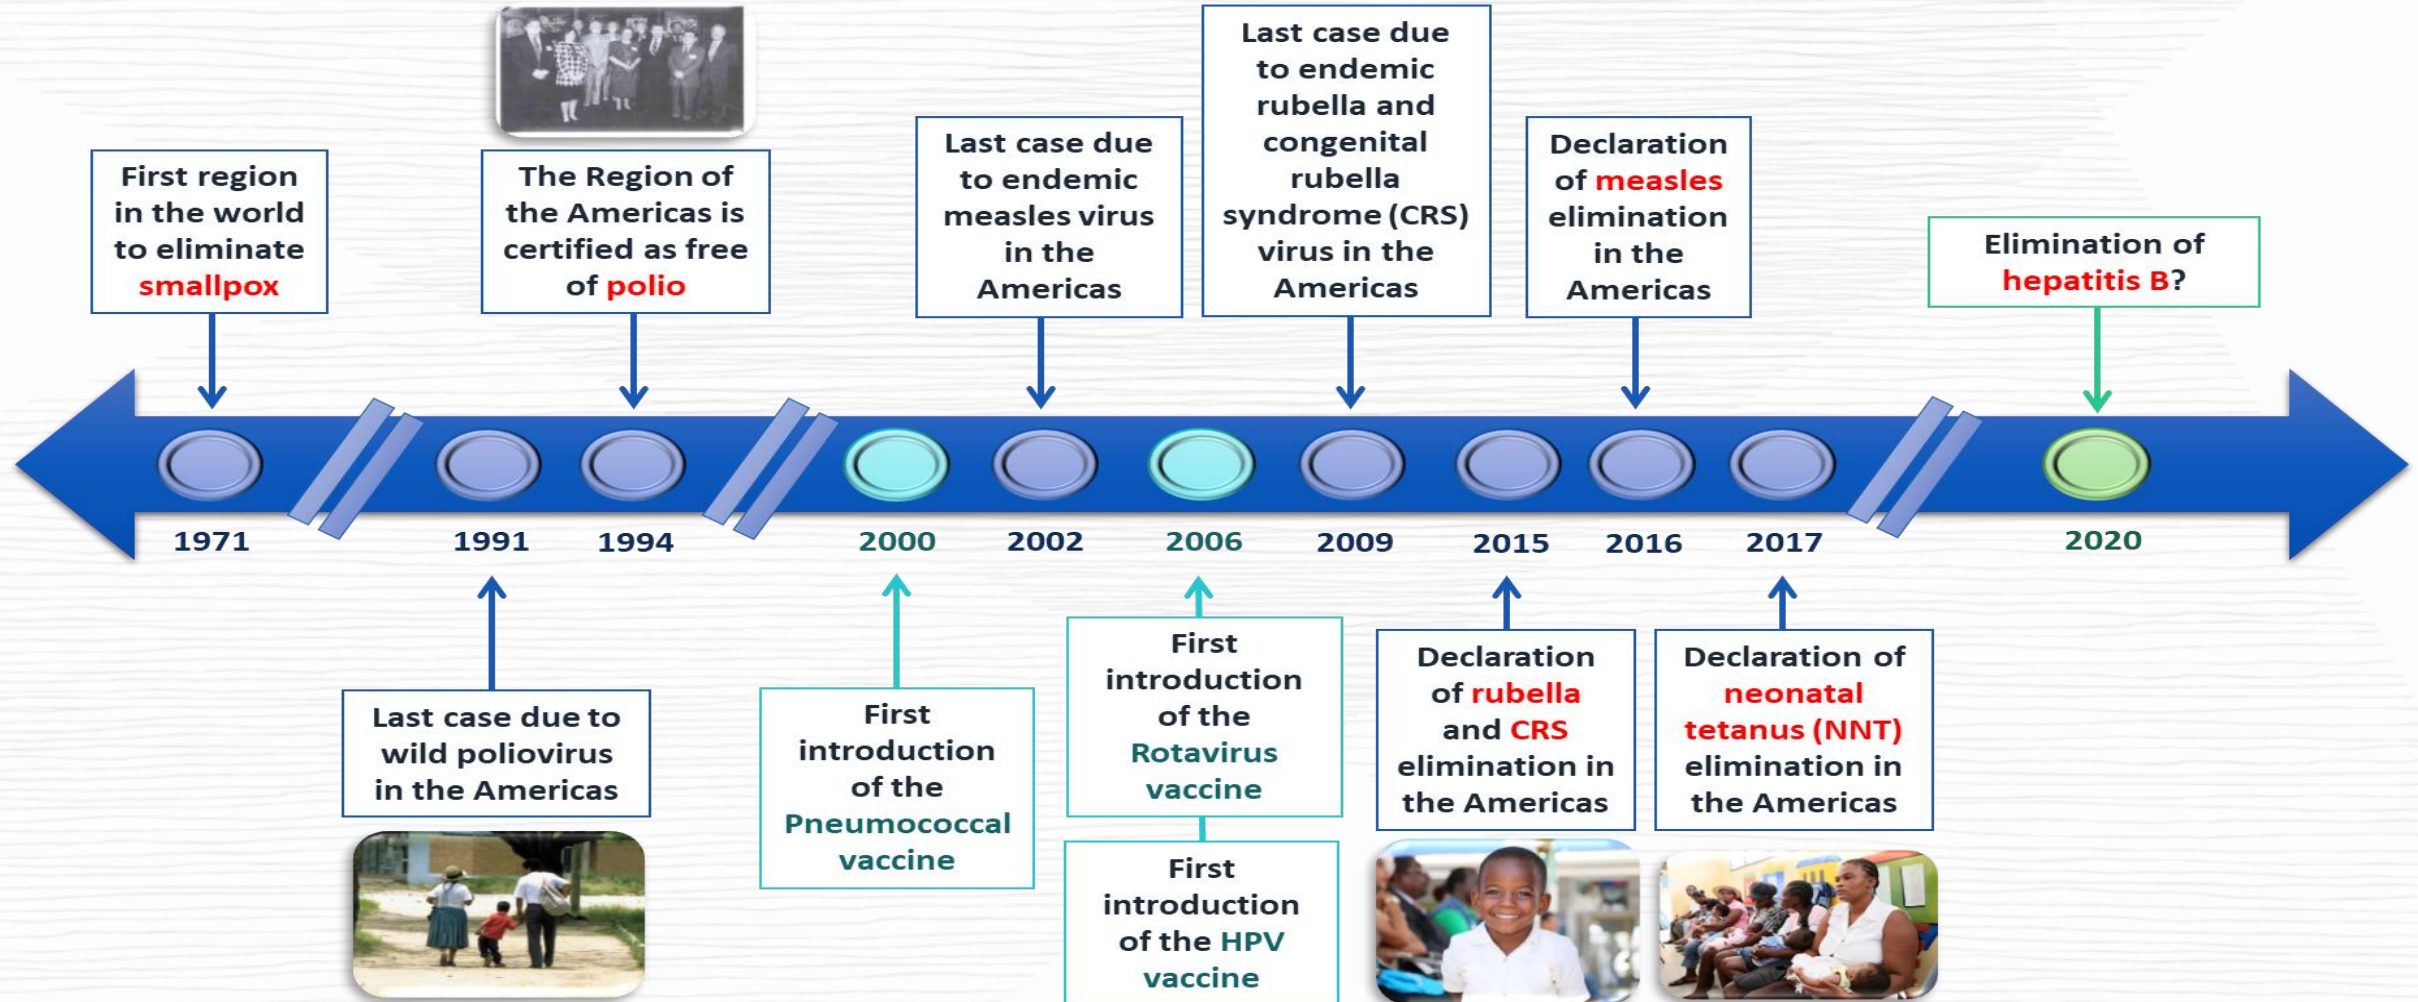 First region
in the world
to eliminate
smallpox
The Region of
the Americas is
certified as free
of polio
Last case due
to endemic
measles virus
in the
Americas
Last case due
to endemic
rubella and
congenital
rubella
syndrome (CRS)
virus in the
Americas
Declaration
of measles
elimination
in the
Americas
Elimination of
hepatitis B?
1971
1991
1994
2000
2002
2006
2009
2015
2016
2017
2020
Last case due to
wild poliovirus
in the Americas
First
introduction
of the
Pneumococcal
vaccine
First
introduction
of the
Rotavirus
vaccine
First
introduction
of the HPV
vaccine
Declaration
of rubella
and CRS
elimination in
the Americas
Declaration of
neonatal
tetanus (NNT)
elimination in
the Americas